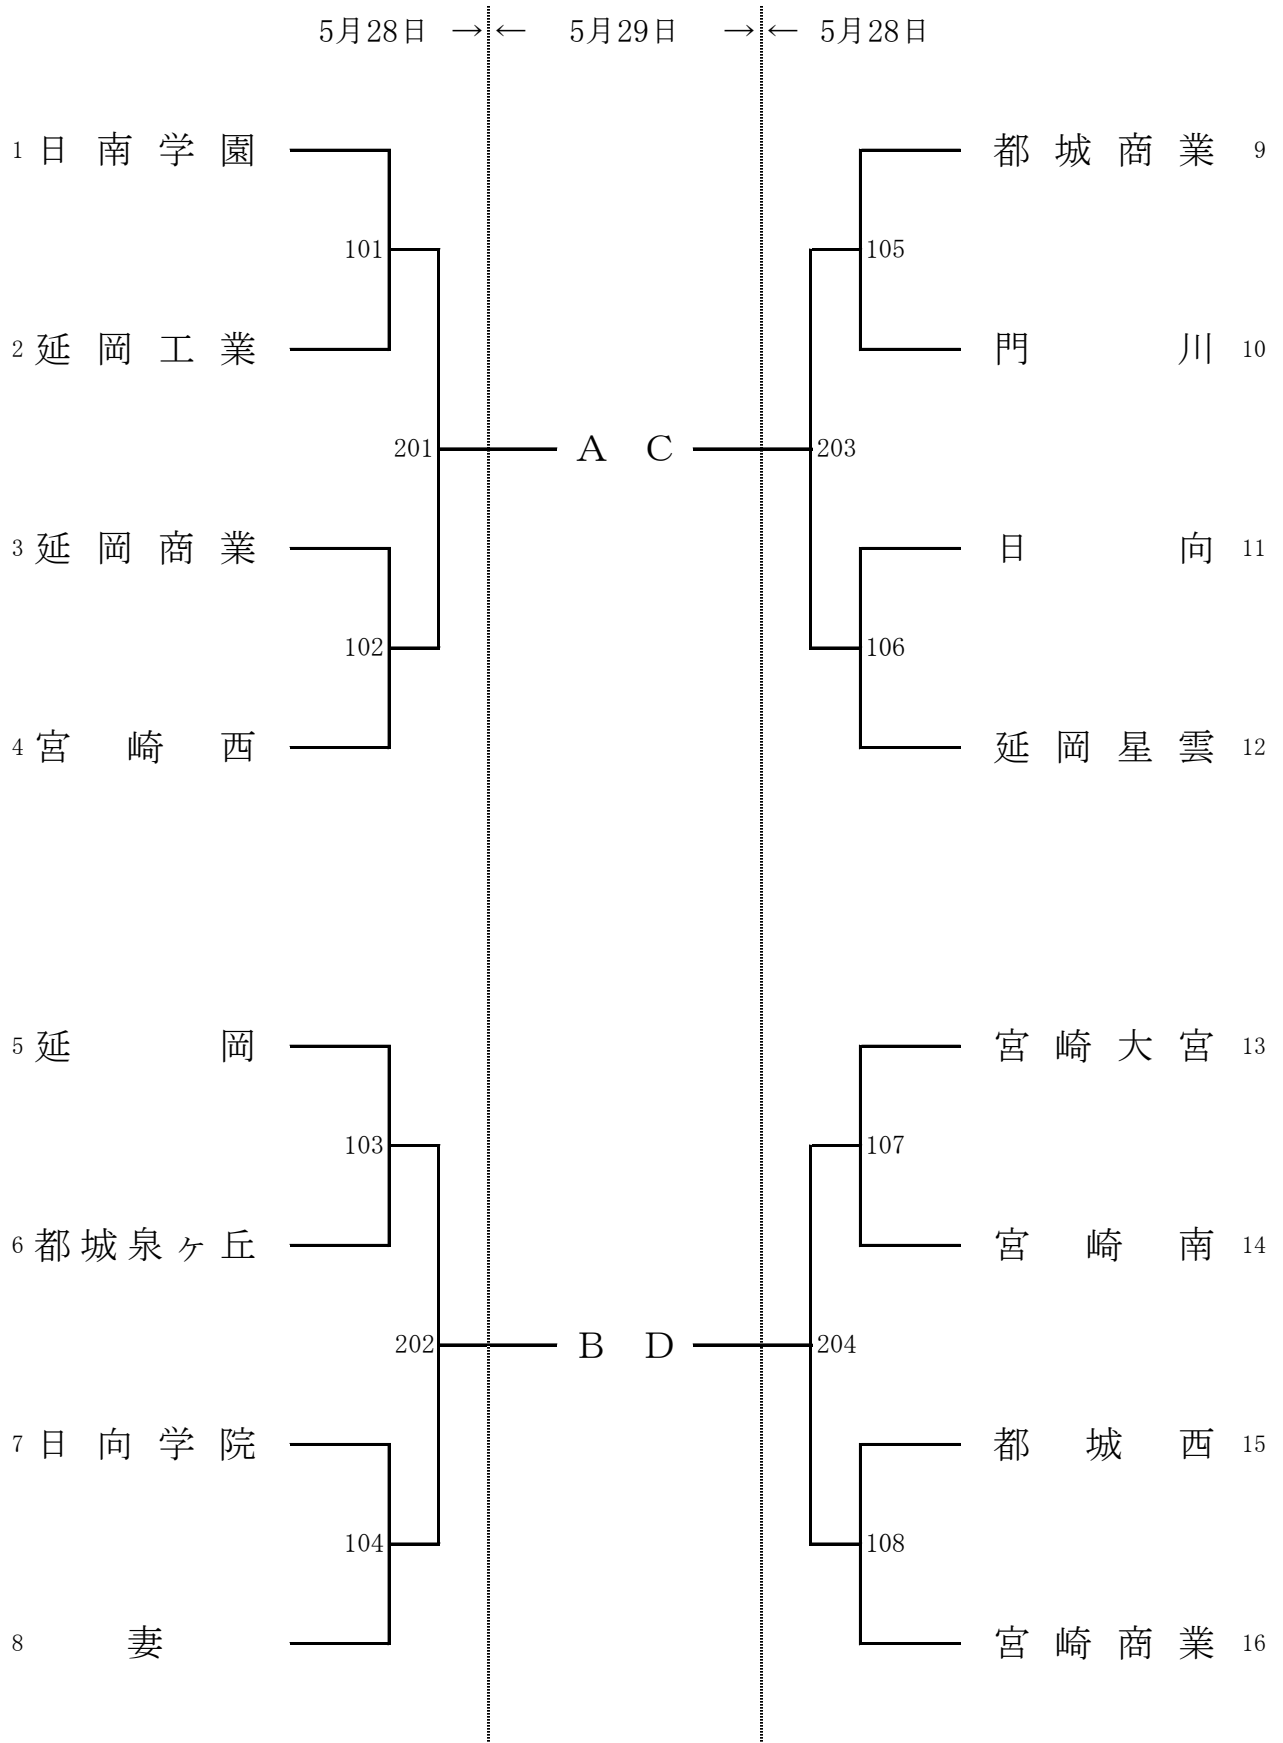 5月28日 →← 5月29日 →← 5月28日
1 日南学園 都城商業 9
101 105
2 延岡工業 門川 10
201 A C 203
3 延岡商業 日向 11
102 106
4 宮崎西 延岡星雲 12
5 延岡 宮崎大宮 13
103 107
6 都城泉ヶ丘 宮崎南 14
202 B D 204
7 日向学院 都城西 15
104 108
8 妻 宮崎商業 16